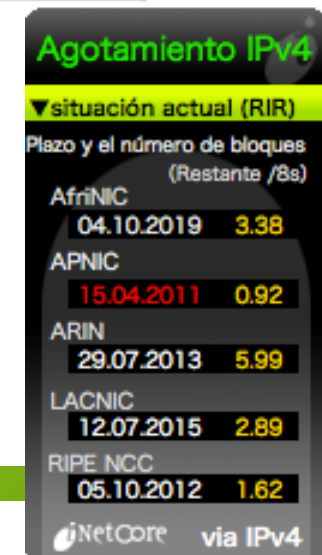 Agotamiento IPv4
▼situación actual (RIR)
Plazo y el número de bloques
(Restante /8s)
AfriNIC
04.10.2019 3.38
APNIC
15.04.2011 0.92
ARIN
29.07.2013 5.99
LACNIC
12.07.2015 2.89
RIPE NCC
05.10.2012 1.62
iNetCore via IPv4